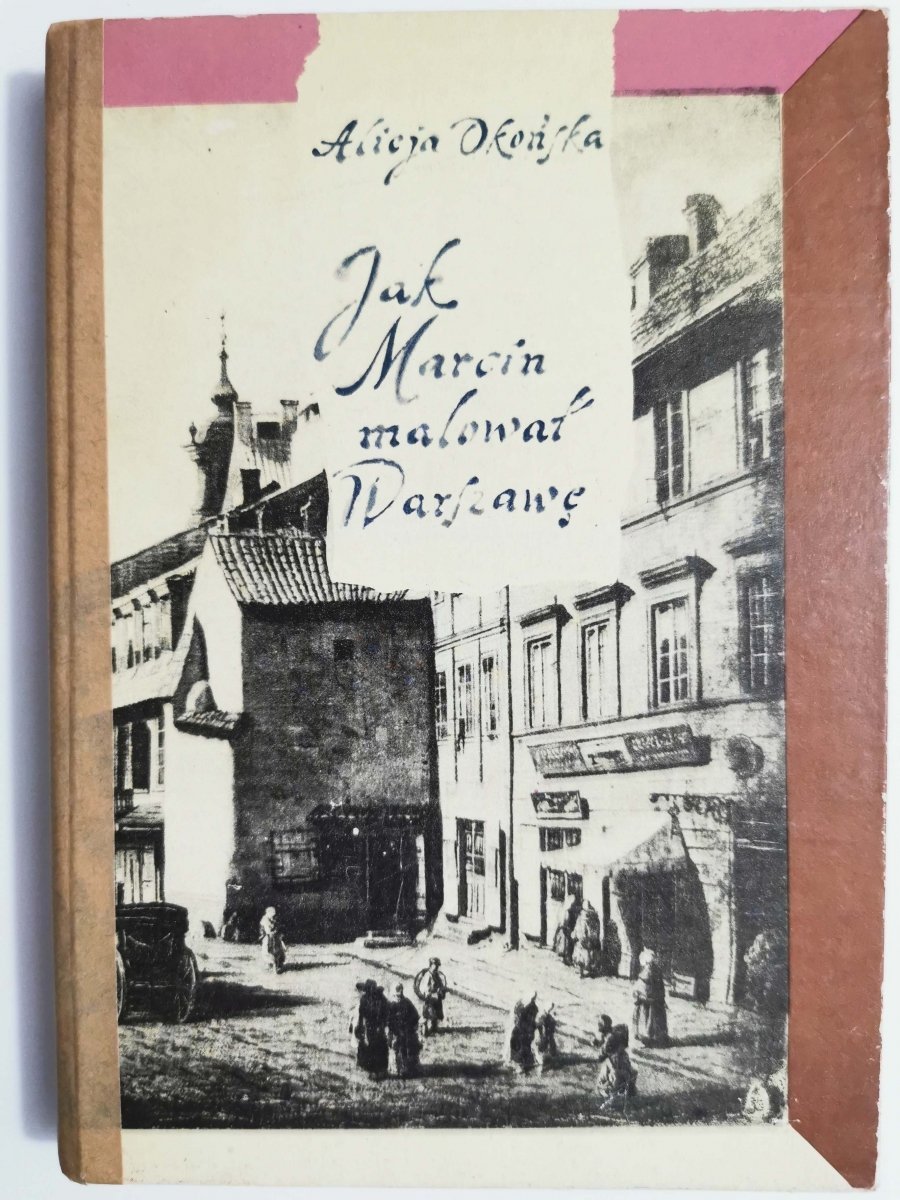 Alicja Okońska
Jak
Marcin
malował
Warszawę